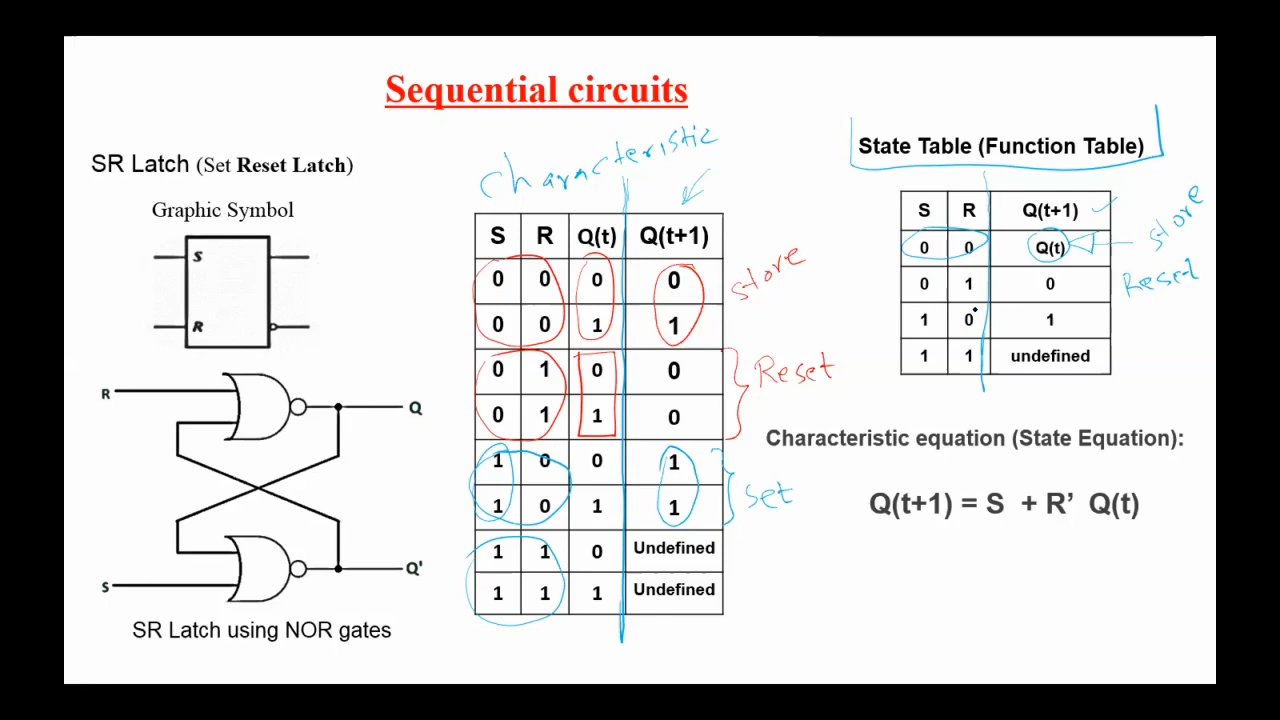 Sequential circuits
SR Latch (Set Reset Latch)
Graphic Symbol
S
R
R
Q
S
Q'
SR Latch using NOR gates
characteristic
S R Q(t) Q(t+1)
0 0 0 0
0 0 1 1
0 1 0 0
0 1 1 0
1 0 0 1
1 0 1 1
1 1 0 Undefined
1 1 1 Undefined
store
Reset
Set
State Table (Function Table)
S R Q(t+1)
0 0 Q(t)
0 1 0
1 0 1
1 1 undefined
store
Reset
Characteristic equation (State Equation):
Q(t+1) = S + R’ Q(t)